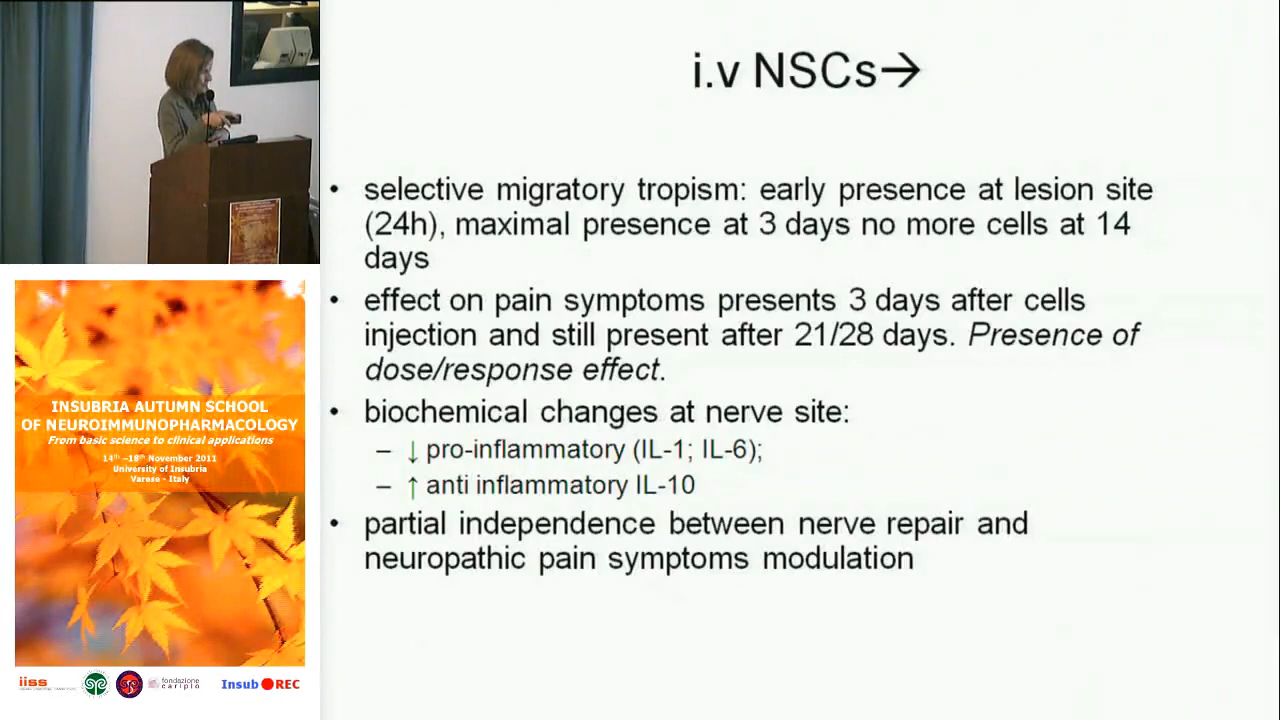 i.v NSCs→
• selective migratory tropism: early presence at lesion site
(24h), maximal presence at 3 days no more cells at 14
days
• effect on pain symptoms presents 3 days after cells
injection and still present after 21/28 days. Presence of
dose/response effect.
• biochemical changes at nerve site:
– ↓ pro-inflammatory (IL-1; IL-6);
– ↑ anti inflammatory IL-10
• partial independence between nerve repair and
neuropathic pain symptoms modulation
INSUBRIA AUTUMN SCHOOL
OF NEUROIMMUNOPHARMACOLOGY
From basic science to clinical applications
14th –18th November 2011
University of Insubria
Varese - Italy
iiss
fondazione
cariplo
Insub REC